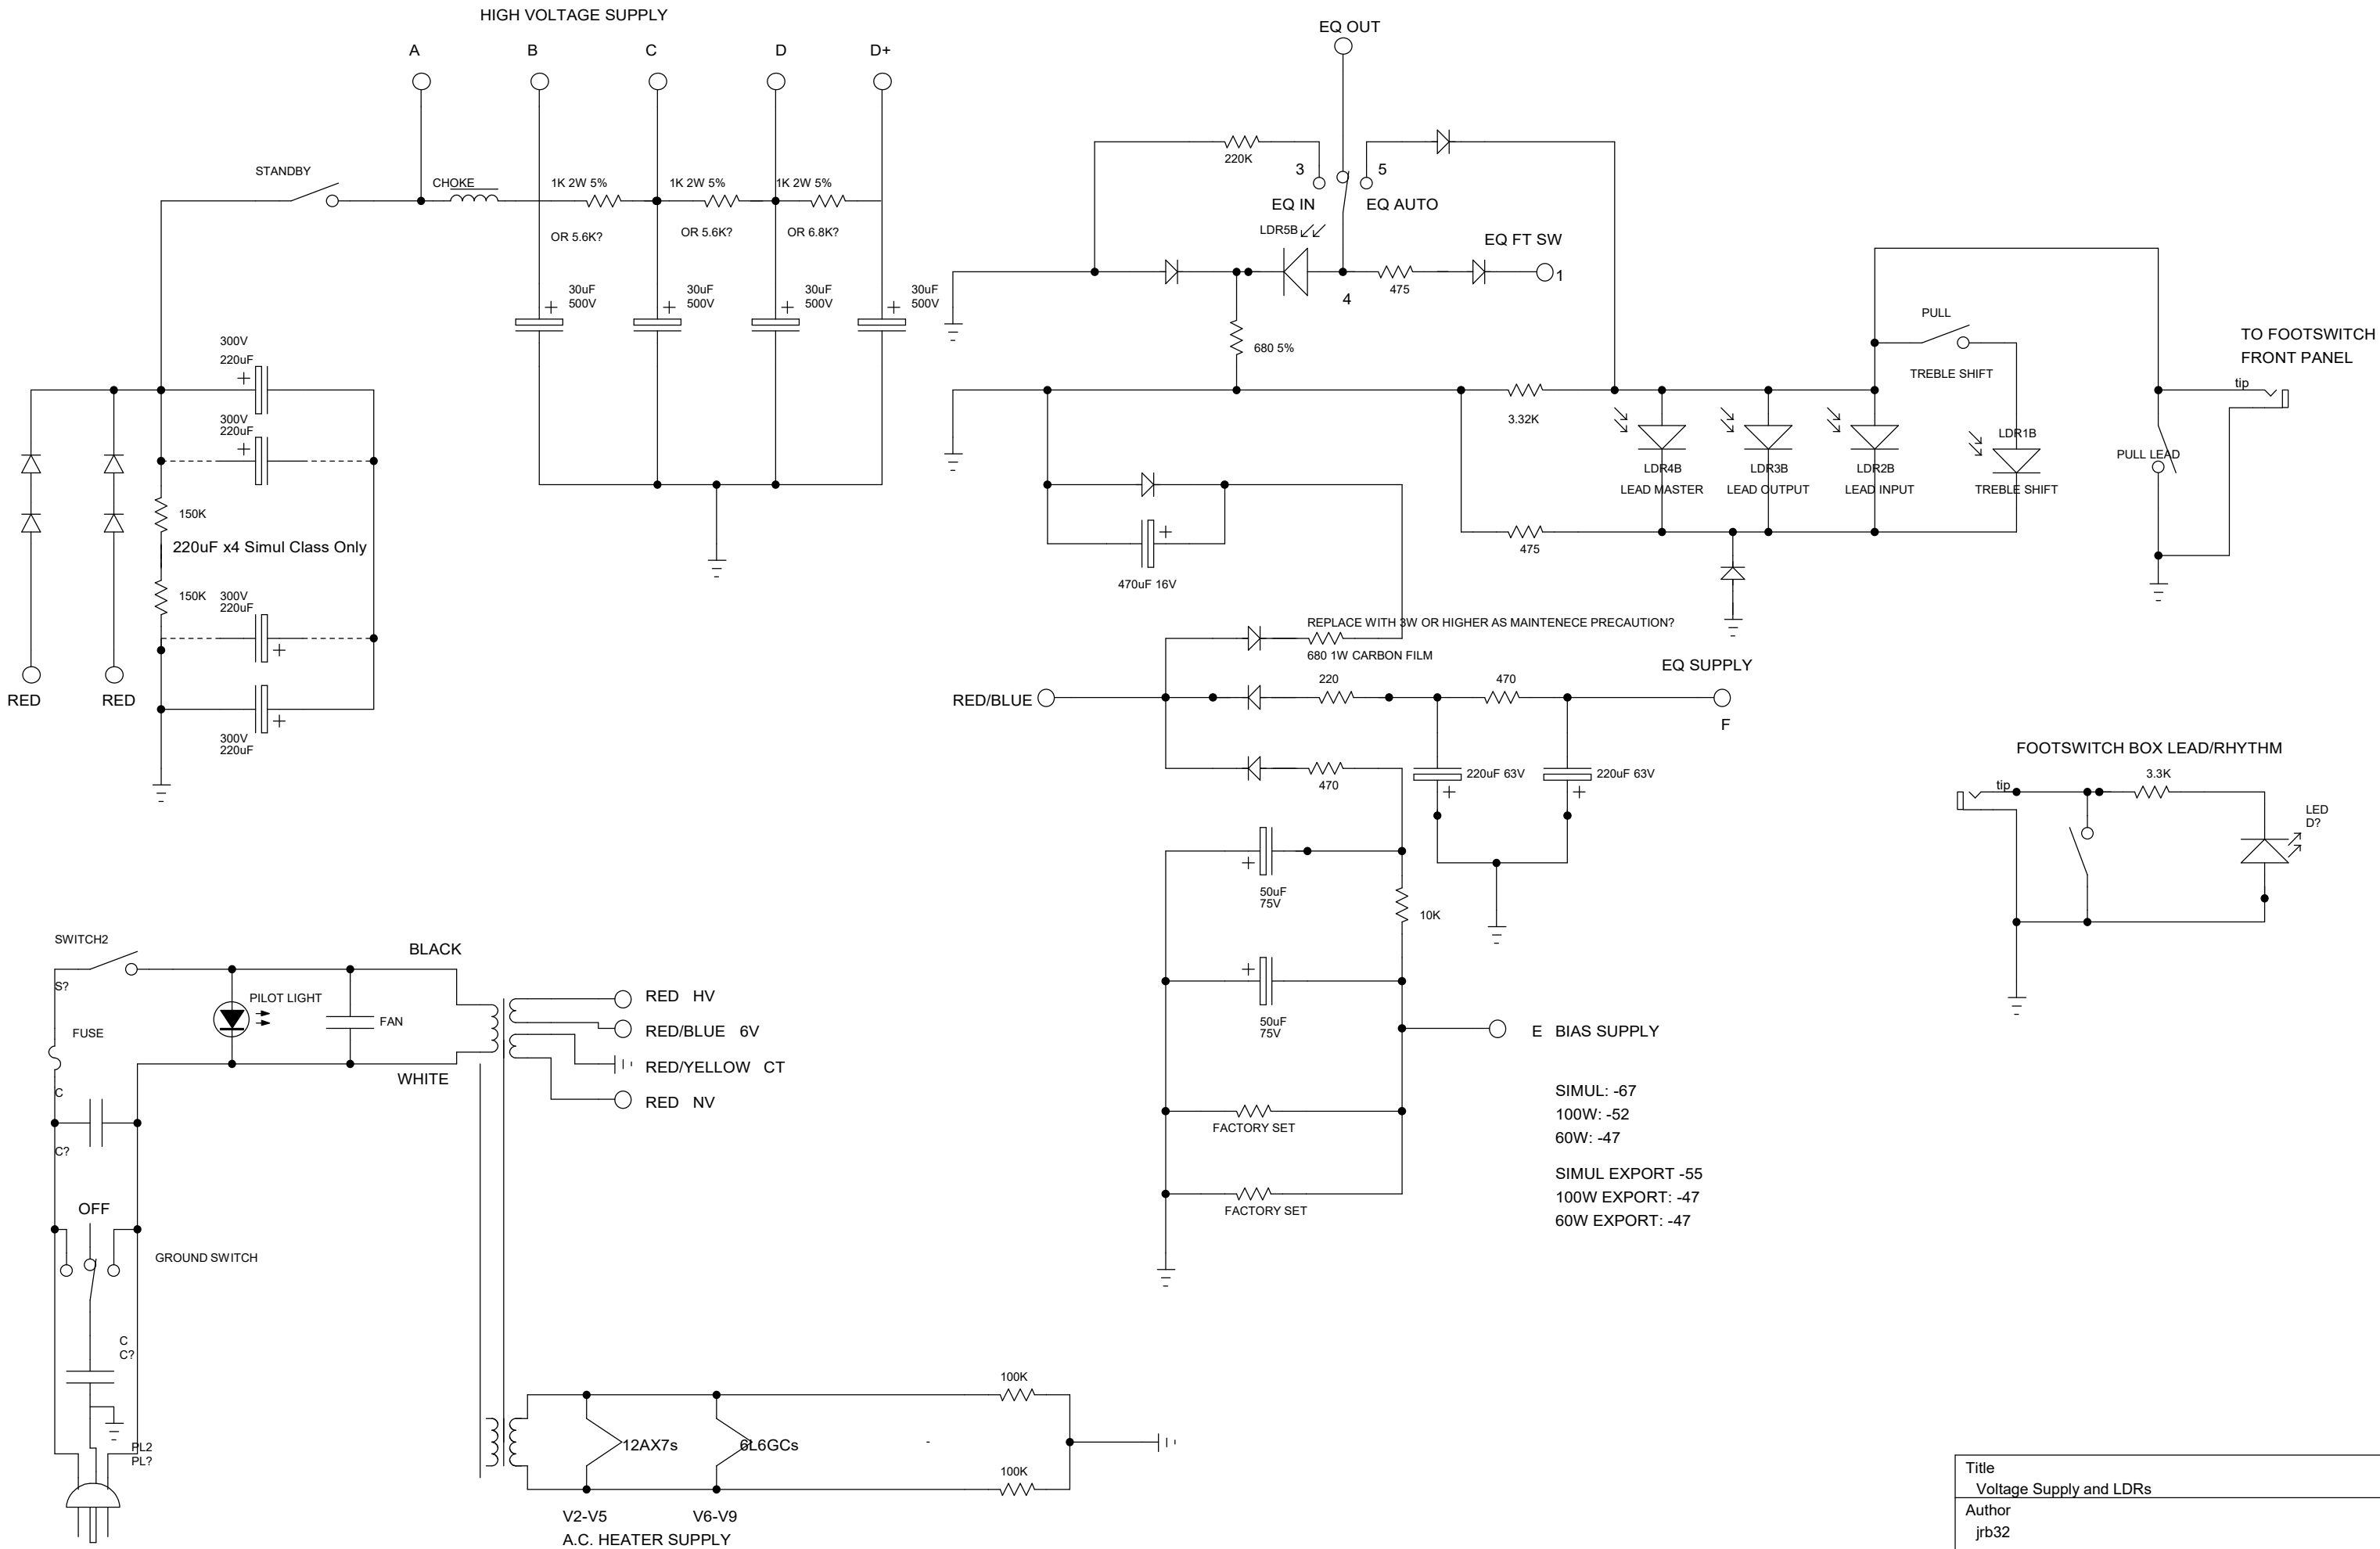 HIGH VOLTAGE SUPPLY
A
B
C
D
D+
STANDBY
CHOKE
1K 2W 5%
1K 2W 5%
1K 2W 5%
OR 5.6K?
OR 5.6K?
OR 6.8K?
30uF
500V
30uF
500V
30uF
500V
30uF
500V
300V
220uF
300V
220uF
150K
220uF x4 Simul Class Only
150K
300V
220uF
300V
220uF
RED
RED
EQ OUT
220K
3
5
EQ IN
EQ AUTO
LDR5B
EQ FT SW
1
475
4
680 5%
3.32K
PULL
TREBLE SHIFT
TO FOOTSWITCH
FRONT PANEL
tip
PULL LEAD
LDR4B
LEAD MASTER
LDR3B
LEAD OUTPUT
LDR2B
LEAD INPUT
LDR1B
TREBLE SHIFT
475
470uF 16V
REPLACE WITH 3W OR HIGHER AS MAINTENECE PRECAUTION?
680 1W CARBON FILM
RED/BLUE
220
470
EQ SUPPLY
F
470
220uF 63V
220uF 63V
50uF
75V
10K
50uF
75V
E BIAS SUPPLY
FACTORY SET
FACTORY SET
SIMUL: -67
100W: -52
60W: -47
SIMUL EXPORT -55
100W EXPORT: -47
60W EXPORT: -47
FOOTSWITCH BOX LEAD/RHYTHM
tip
3.3K
LED
D?
SWITCH2
S?
FUSE
BLACK
PILOT LIGHT
FAN
WHITE
C
C?
OFF
GROUND SWITCH
C
C?
PL2
PL?
RED HV
RED/BLUE 6V
RED/YELLOW CT
RED NV
12AX7s
6L6GCs
-
100K
100K
V2-V5
V6-V9
A.C. HEATER SUPPLY
Title
Voltage Supply and LDRs
Author
jrb32